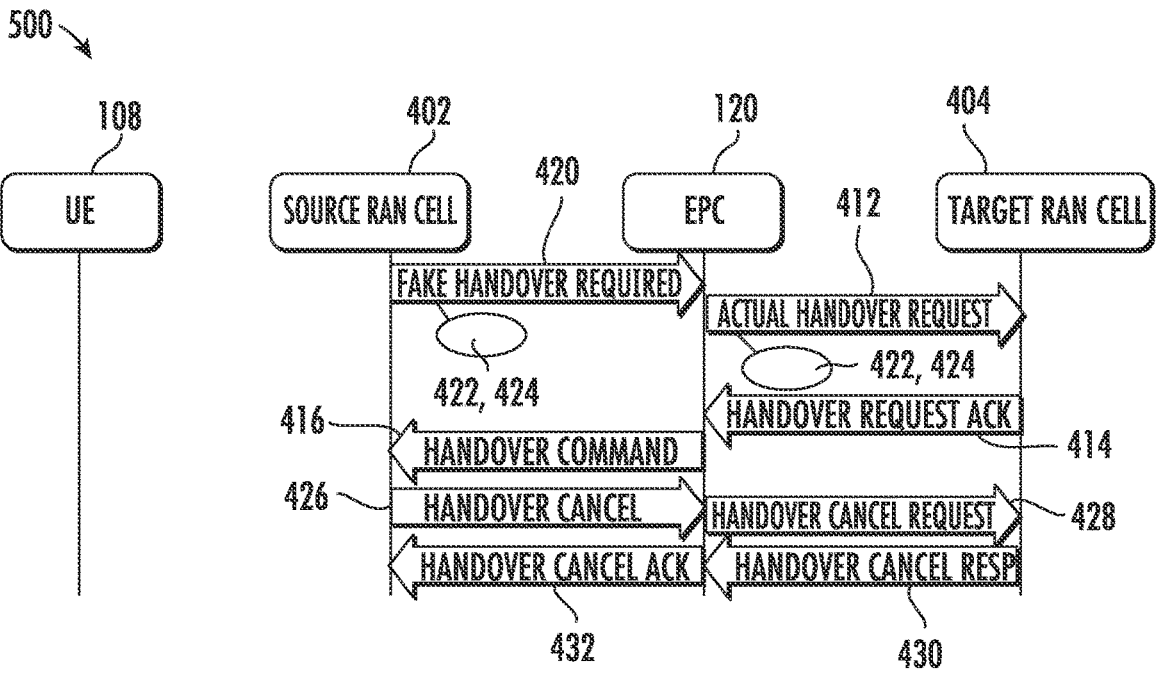 500
108
402
120
404
UE
SOURCE RAN CELL
EPC
TARGET RAN CELL
420
412
FAKE HANDOVER REQUIRED
ACTUAL HANDOVER REQUEST
422, 424
422, 424
HANDOVER REQUEST ACK
414
416
HANDOVER COMMAND
426
HANDOVER CANCEL
HANDOVER CANCEL REQUEST
428
HANDOVER CANCEL ACK
HANDOVER CANCEL RESP
432
430